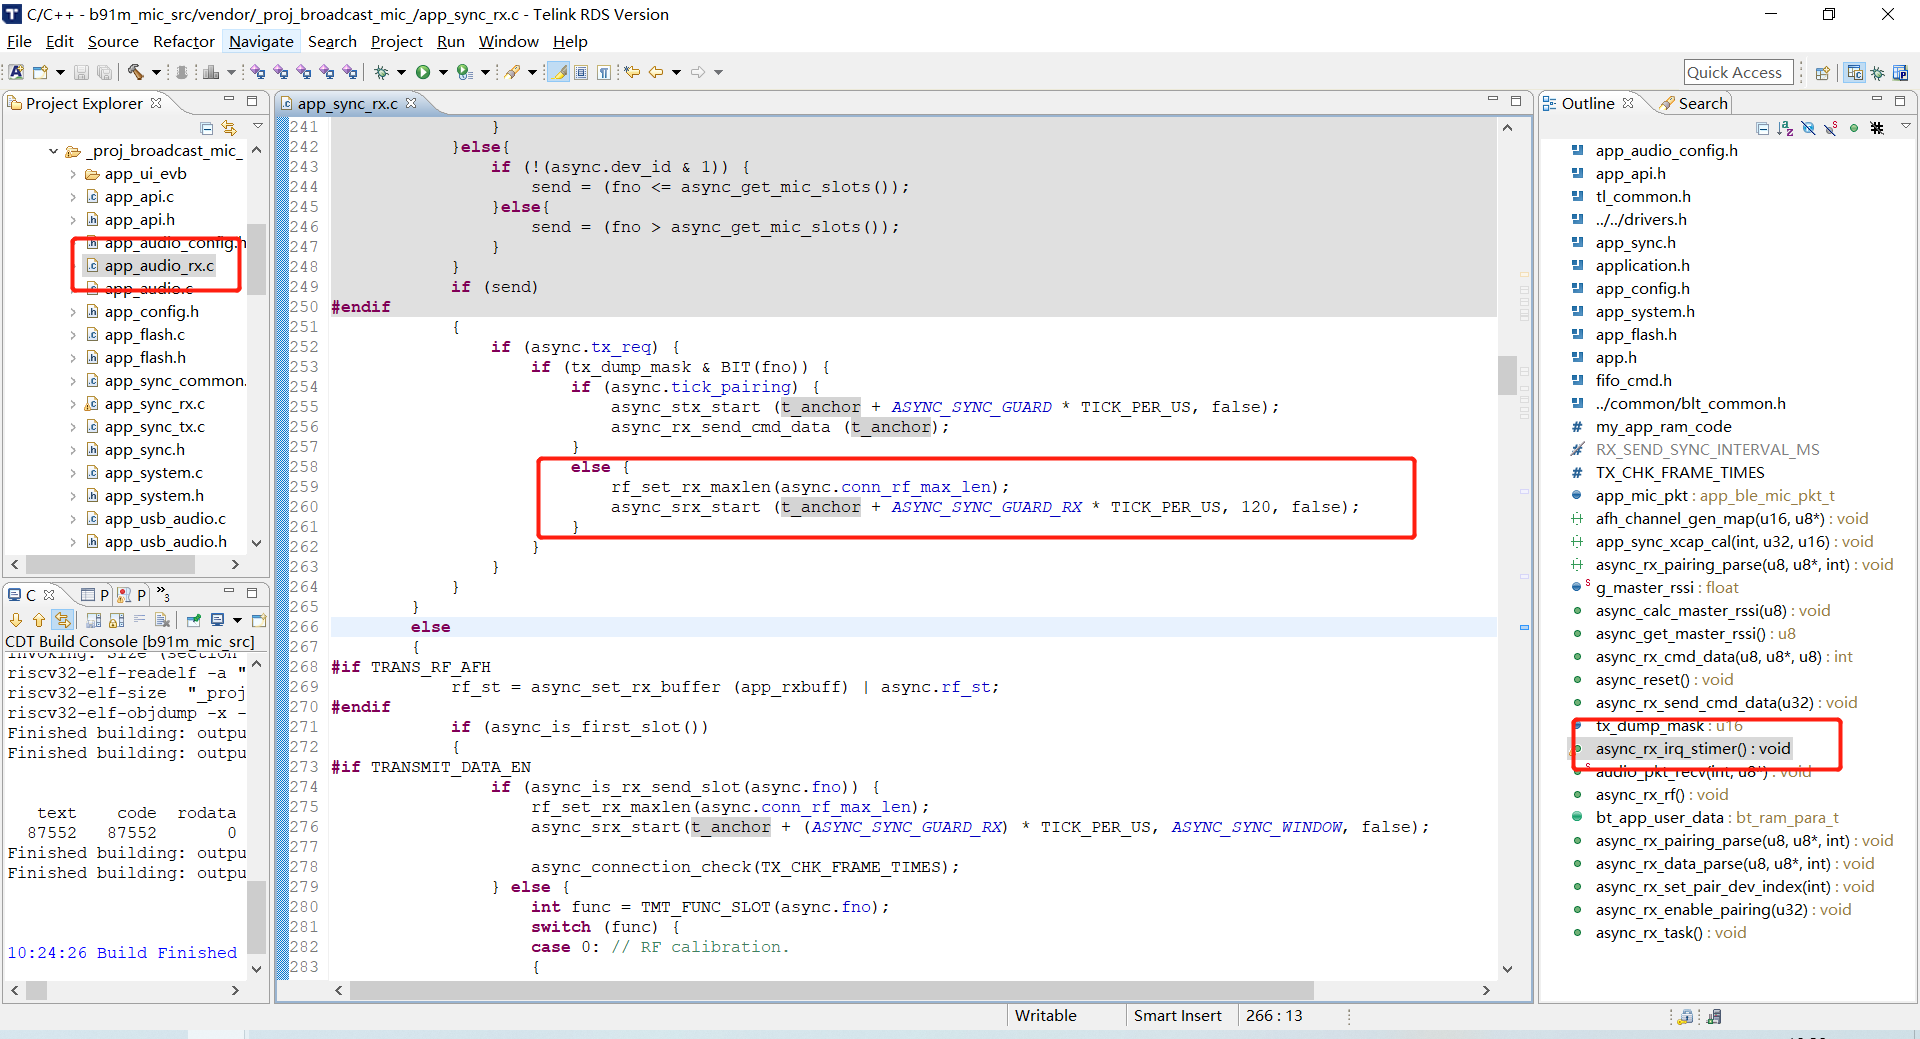 C/C++ - b91m_mic_src/vendor/_proj_broadcast_mic_/app_sync_rx.c - Telink RDS Version
File Edit Source Refactor Navigate Search Project Run Window Help
Quick Access
Project Explorer
_proj_broadcast_mic_
app_ui_evb
app_api.c
app_api.h
app_audio_config.h
app_audio_rx.c
app_audio.c
app_config.h
app_flash.c
app_flash.h
app_sync_common.
app_sync_rx.c
app_sync_tx.c
app_sync.h
app_system.c
app_system.h
app_usb_audio.c
app_usb_audio.h
C P P »3
CDT Build Console [b91m_mic_src]
Invoking: Size (section
riscv32-elf-readelf -a "
riscv32-elf-size "_proj
riscv32-elf-objdump -x -
Finished building: outpu
Finished building: outpu
text code rodata
87552 87552 0
Finished building: outpu
Finished building: outpu
10:24:26 Build Finished
app_sync_rx.c
241 }
242 }else{
243 if (!(async.dev_id & 1)) {
244 send = (fno <= async_get_mic_slots());
245 }else{
246 send = (fno > async_get_mic_slots());
247 }
248 }
249 if (send)
250 #endif
251 {
252 if (async.tx_req) {
253 if (tx_dump_mask & BIT(fno)) {
254 if (async.tick_pairing) {
255 async_stx_start (t_anchor + ASYNC_SYNC_GUARD * TICK_PER_US, false);
256 async_rx_send_cmd_data (t_anchor);
257 }
258 else {
259 rf_set_rx_maxlen(async.conn_rf_max_len);
260 async_srx_start (t_anchor + ASYNC_SYNC_GUARD_RX * TICK_PER_US, 120, false);
261 }
262 }
263 }
264 }
265 }
266 else
267 {
268 #if TRANS_RF_AFH
269 rf_st = async_set_rx_buffer (app_rxbuff) | async.rf_st;
270 #endif
271 if (async_is_first_slot())
272 {
273 #if TRANSMIT_DATA_EN
274 if (async_is_rx_send_slot(async.fno)) {
275 rf_set_rx_maxlen(async.conn_rf_max_len);
276 async_srx_start(t_anchor + (ASYNC_SYNC_GUARD_RX) * TICK_PER_US, ASYNC_SYNC_WINDOW, false);
277
278 async_connection_check(TX_CHK_FRAME_TIMES);
279 } else {
280 int func = TMT_FUNC_SLOT(async.fno);
281 switch (func) {
282 case 0: // RF calibration.
283 {
Outline Search
app_audio_config.h
app_api.h
tl_common.h
../../drivers.h
app_sync.h
application.h
app_config.h
app_system.h
app_flash.h
app.h
fifo_cmd.h
../common/blt_common.h
my_app_ram_code
RX_SEND_SYNC_INTERVAL_MS
TX_CHK_FRAME_TIMES
app_mic_pkt : app_ble_mic_pkt_t
afh_channel_gen_map(u16, u8*) : void
app_sync_xcap_cal(int, u32, u16) : void
async_rx_pairing_parse(u8, u8*, int) : void
g_master_rssi : float
async_calc_master_rssi(u8) : void
async_get_master_rssi() : u8
async_rx_cmd_data(u8, u8*, u8) : int
async_reset() : void
async_rx_send_cmd_data(u32) : void
tx_dump_mask : u16
async_rx_irq_stimer() : void
audio_pkt_recv(int, u8*) : void
async_rx_rf() : void
bt_app_user_data : bt_ram_para_t
async_rx_pairing_parse(u8, u8*, int) : void
async_rx_data_parse(u8, u8*, int) : void
async_rx_set_pair_dev_index(int) : void
async_rx_enable_pairing(u32) : void
async_rx_task() : void
Writable Smart Insert 266 : 13